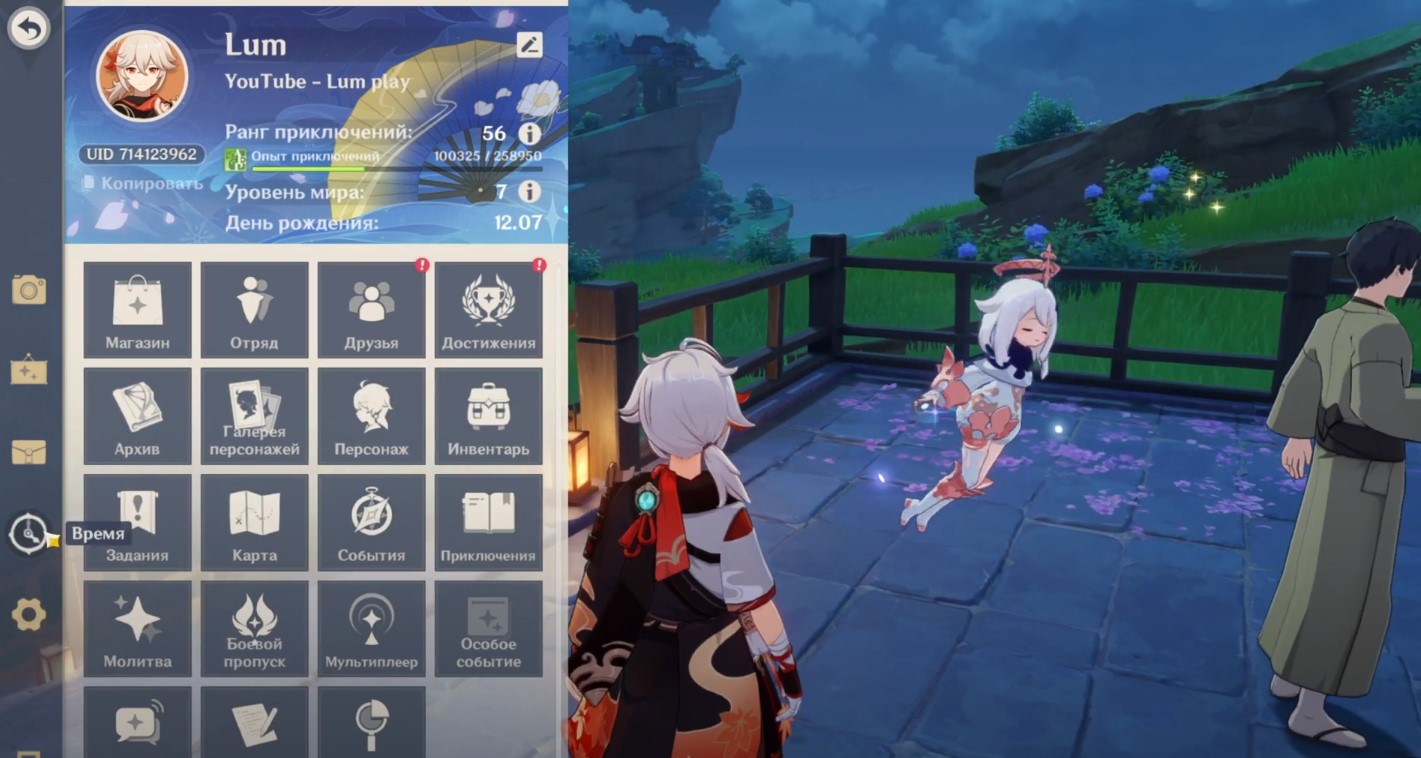 Lum
YouTube - Lum play
Ранг приключений: 56
UID 714123962
Опыт приключений 100325 / 258950
Копировать
Уровень мира: 7
День рождения: 12.07
Магазин
Отряд
Друзья
Достижения
Архив
Галерея
персонажей
Персонаж
Инвентарь
Время
Задания
Карта
События
Приключения
Молитва
Боевой
пропуск
Мультиплеер
Особое
событие